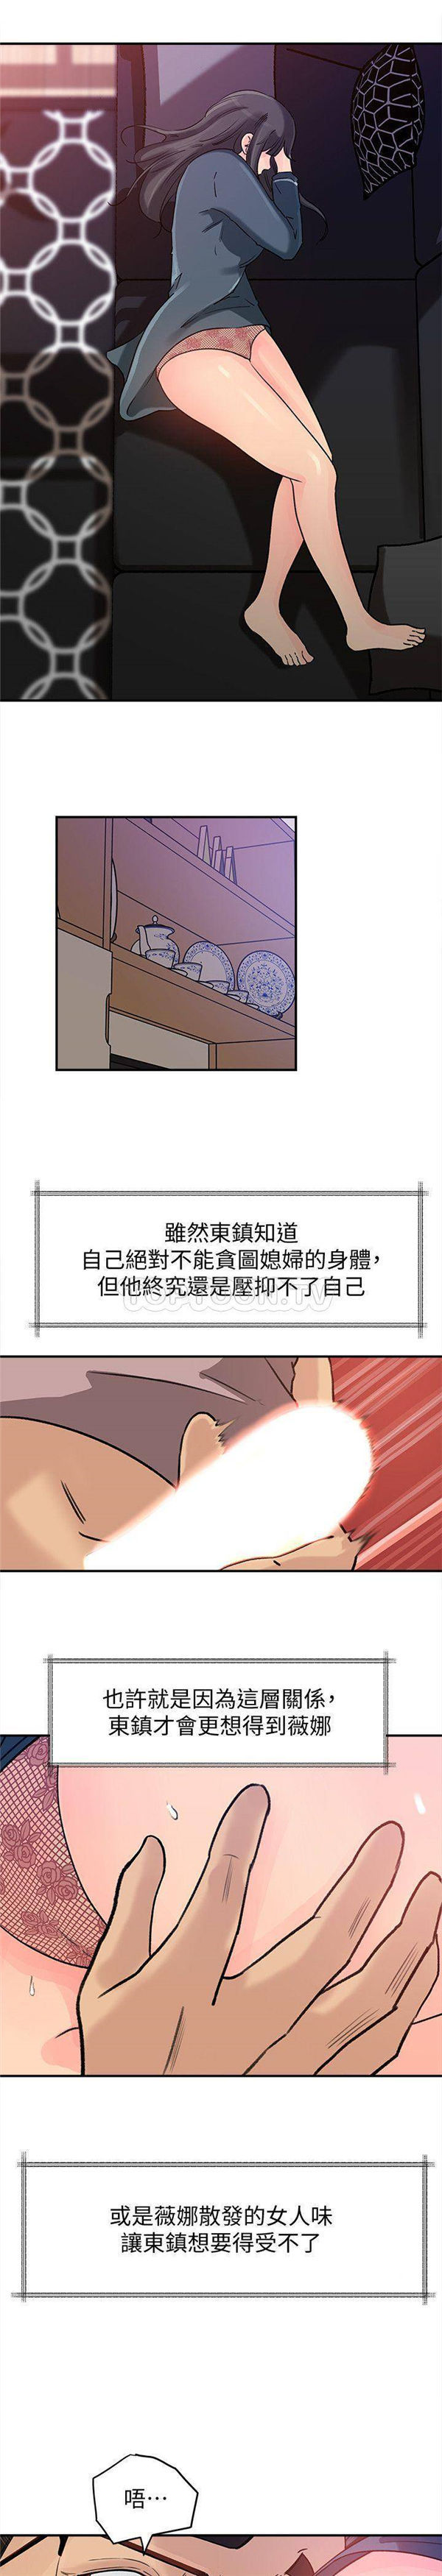 雖然東鎮知道
自己絕對不能貪圖媳婦的身體，
但他終究還是壓抑不了自己
TOPTOON.TV
也許就是因為這層關係，
東鎮才會更想得到薇娜
或是薇娜散發的女人味
讓東鎮想要得受不了
唔…